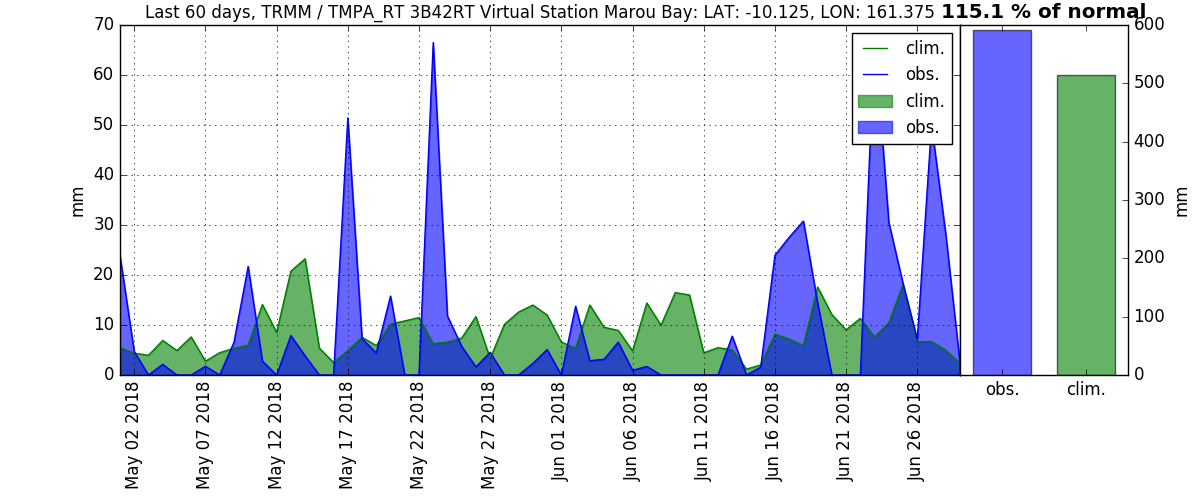 Last 60 days, TRMM / TMPA_RT 3B42RT Virtual Station Marou Bay: LAT: -10.125, LON: 161.375 115.1 % of normal
70
60
50
40
30
20
10
0
mm
clim.
obs.
clim.
obs.
600
500
400
300
200
100
0
mm
May 02 2018
May 07 2018
May 12 2018
May 17 2018
May 22 2018
May 27 2018
Jun 01 2018
Jun 06 2018
Jun 11 2018
Jun 16 2018
Jun 21 2018
Jun 26 2018
obs.
clim.